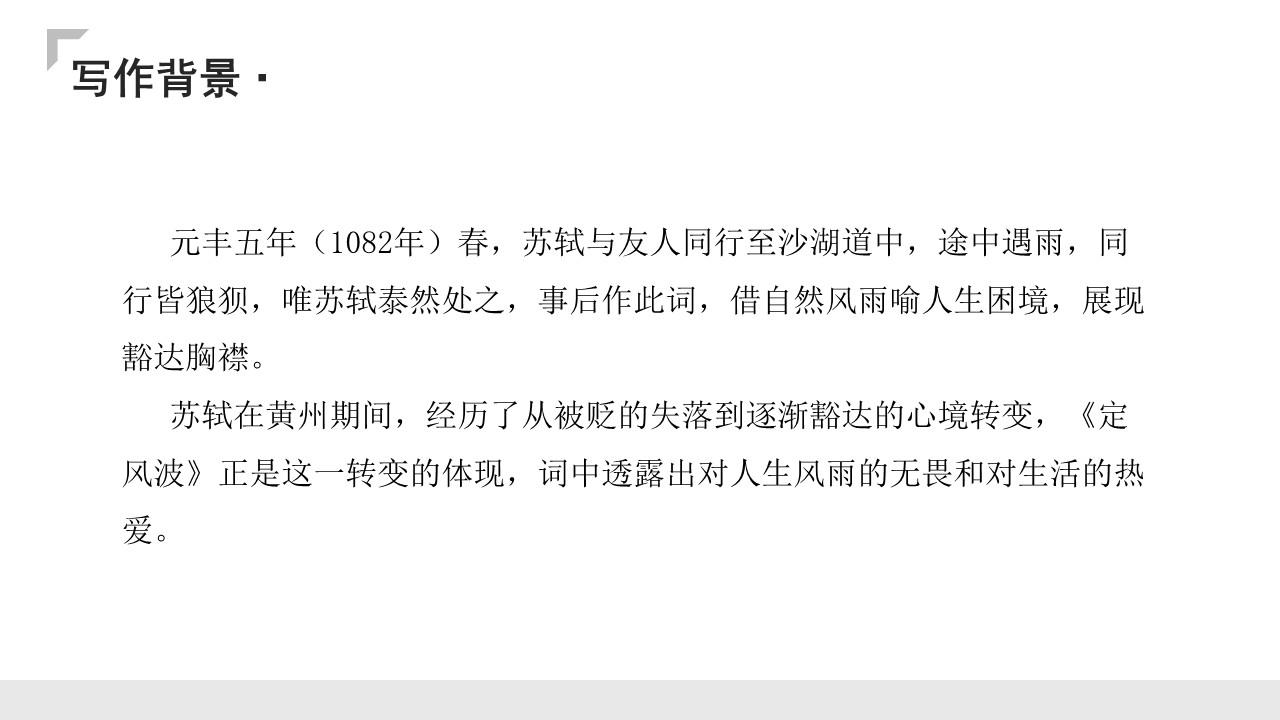 写作背景·
元丰五年（1082年）春，苏轼与友人同行至沙湖道中，途中遇雨，同
行皆狼狈，唯苏轼泰然处之，事后作此词，借自然风雨喻人生困境，展现
豁达胸襟。
苏轼在黄州期间，经历了从被贬的失落到逐渐豁达的心境转变，《定
风波》正是这一转变的体现，词中透露出对人生风雨的无畏和对生活的热
爱。